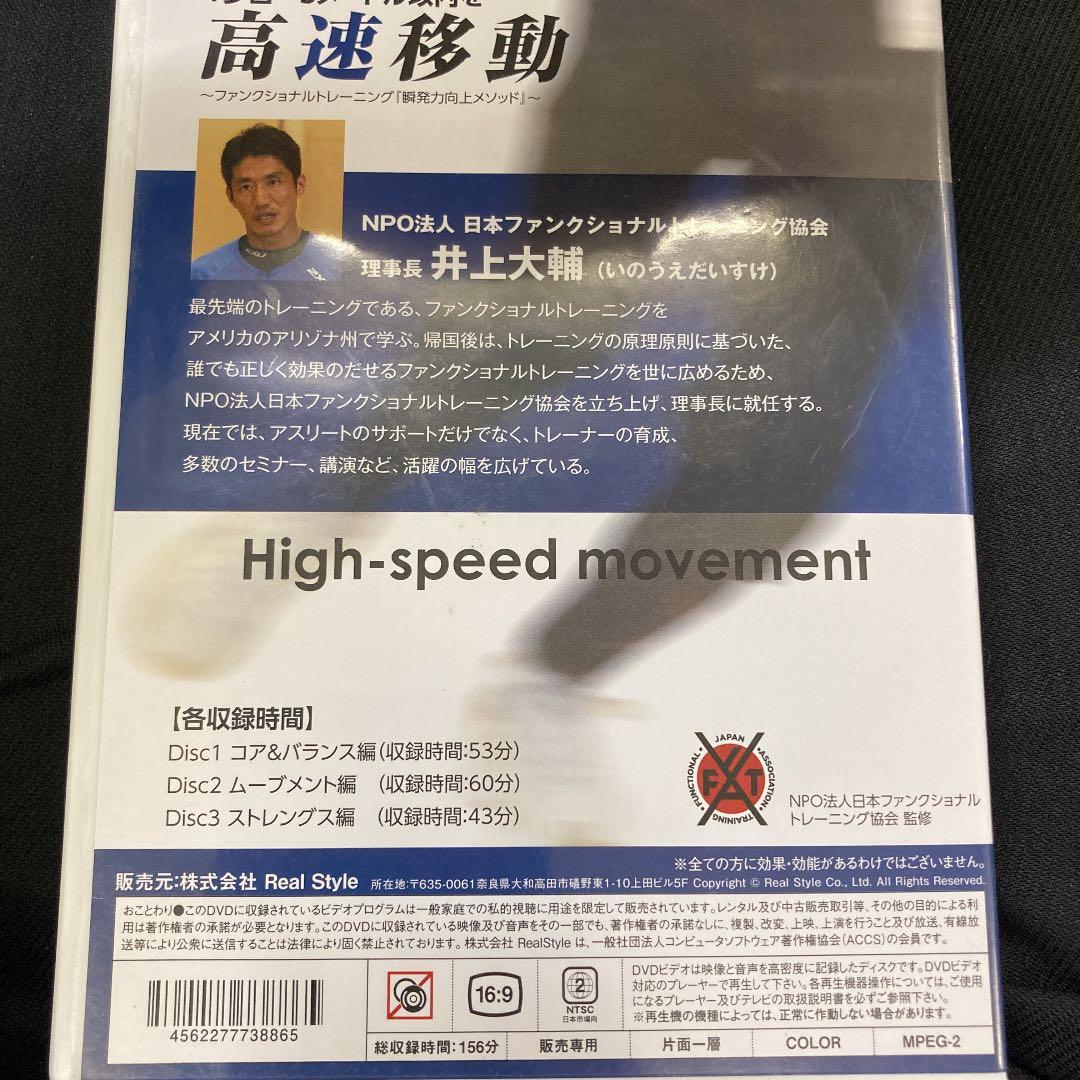 高速移動
～ファンクショナルトレーニング『瞬発力向上メソッド』～
NPO法人 日本ファンクショナルトレーニング協会
理事長 井上大輔(いのうえだいすけ)
最先端のトレーニングである、ファンクショナルトレーニングを
アメリカのアリゾナ州で学ぶ。帰国後は、トレーニングの原理原則に基づいた、
誰でも正しく効果のだせるファンクショナルトレーニングを世に広めるため、
NPO法人日本ファンクショナルトレーニング協会を立ち上げ、理事長に就任する。
現在では、アスリートのサポートだけでなく、トレーナーの育成、
多数のセミナー、講演など、活躍の幅を広げている。
High-speed movement
【各収録時間】
Disc1 コア&バランス編(収録時間:53分)
Disc2 ムーブメント編 (収録時間:60分)
Disc3 ストレングス編 (収録時間:43分)
JAPAN
FUNCTIONAL TRAINING ASSOCIATION
FT
NPO法人日本ファンクショナル
トレーニング協会 監修
※全ての方に効果・効能があるわけではございません。
販売元:株式会社 Real Style 所在地:〒635-0061奈良県大和高田市礒野東1-10上田ビル5F Copyright © Real Style Co., Ltd. All Rights Reserved.
おことわり●このDVDに収録されているビデオプログラムは一般家庭での私的視聴に用途を限定して販売されています。レンタル及び中古販売取引等、その他の目的による利
用は著作権者の承諾が必要となります。このDVDに収録されている映像及び音声をその一部でも、著作権者の承諾なしに、複製、改変、上映、上演を行うこと及び放送、有線放
送等により公衆に送信することは法律により固く禁止されております。株式会社 RealStyle は、一般社団法人コンピュータソフトウェア著作権協会(ACCS)の会員です。
4562277738865
16:9
2
NTSC
日本市場向
DVDビデオは映像と音声を高密度に記録したディスクです。DVDビデオ
対応のプレーヤーで再生して下さい。各再生機器操作については、ご使用
になるプレーヤー及びテレビの取扱説明書を必ずご参照下さい。
※再生機の機種によっては、正常に作動しない場合があります。
総収録時間:156分 販売専用 片面一層 COLOR MPEG-2